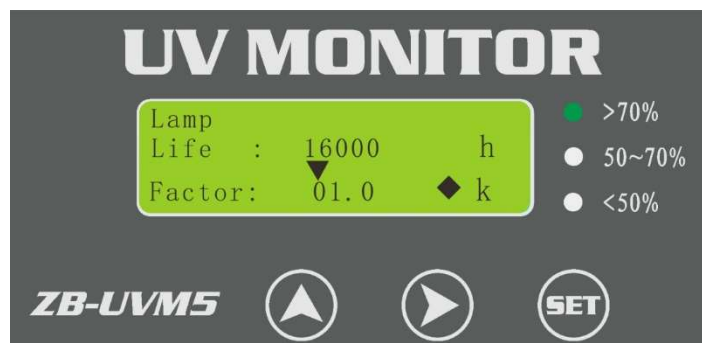 UV MONITOR
Lamp
Life : 16000 h
Factor: 01.0 k
>70%
50~70%
<50%
ZB-UVM5
SET